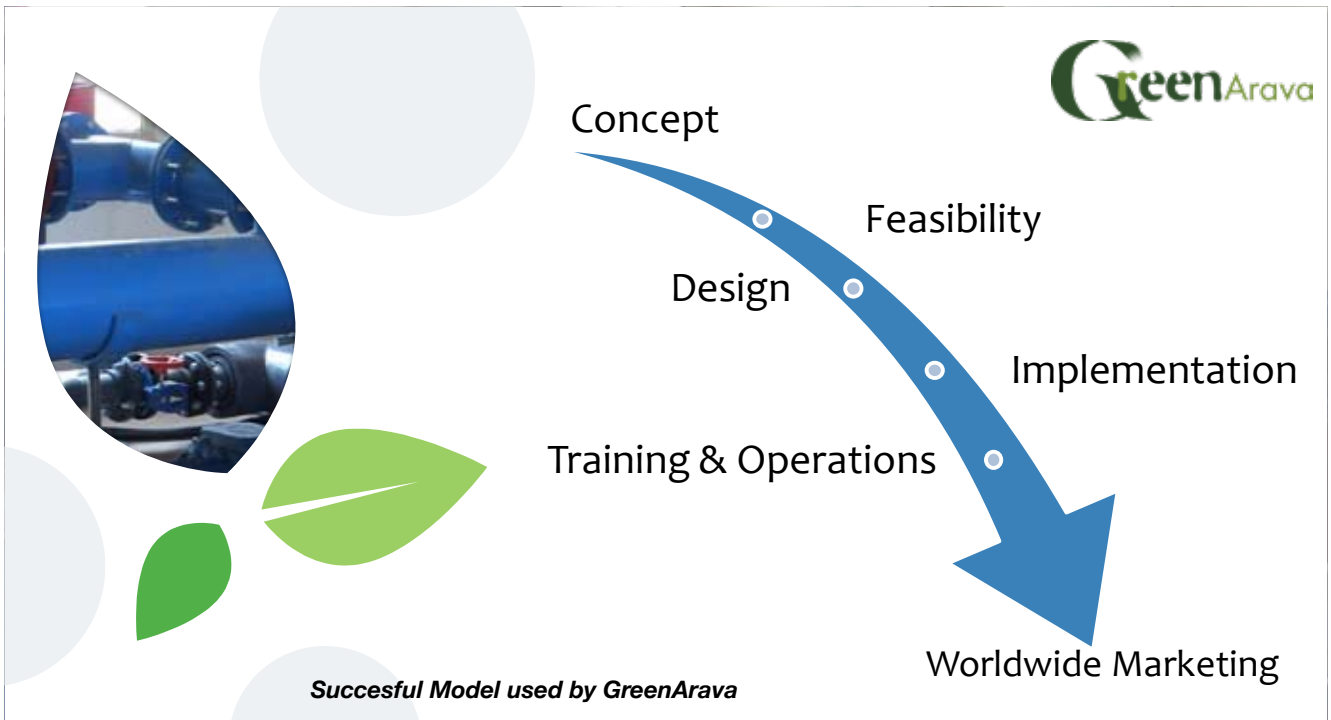 GreenArava
Concept
Feasibility
Design
Implementation
Training & Operations
Worldwide Marketing
Succesful Model used by GreenArava